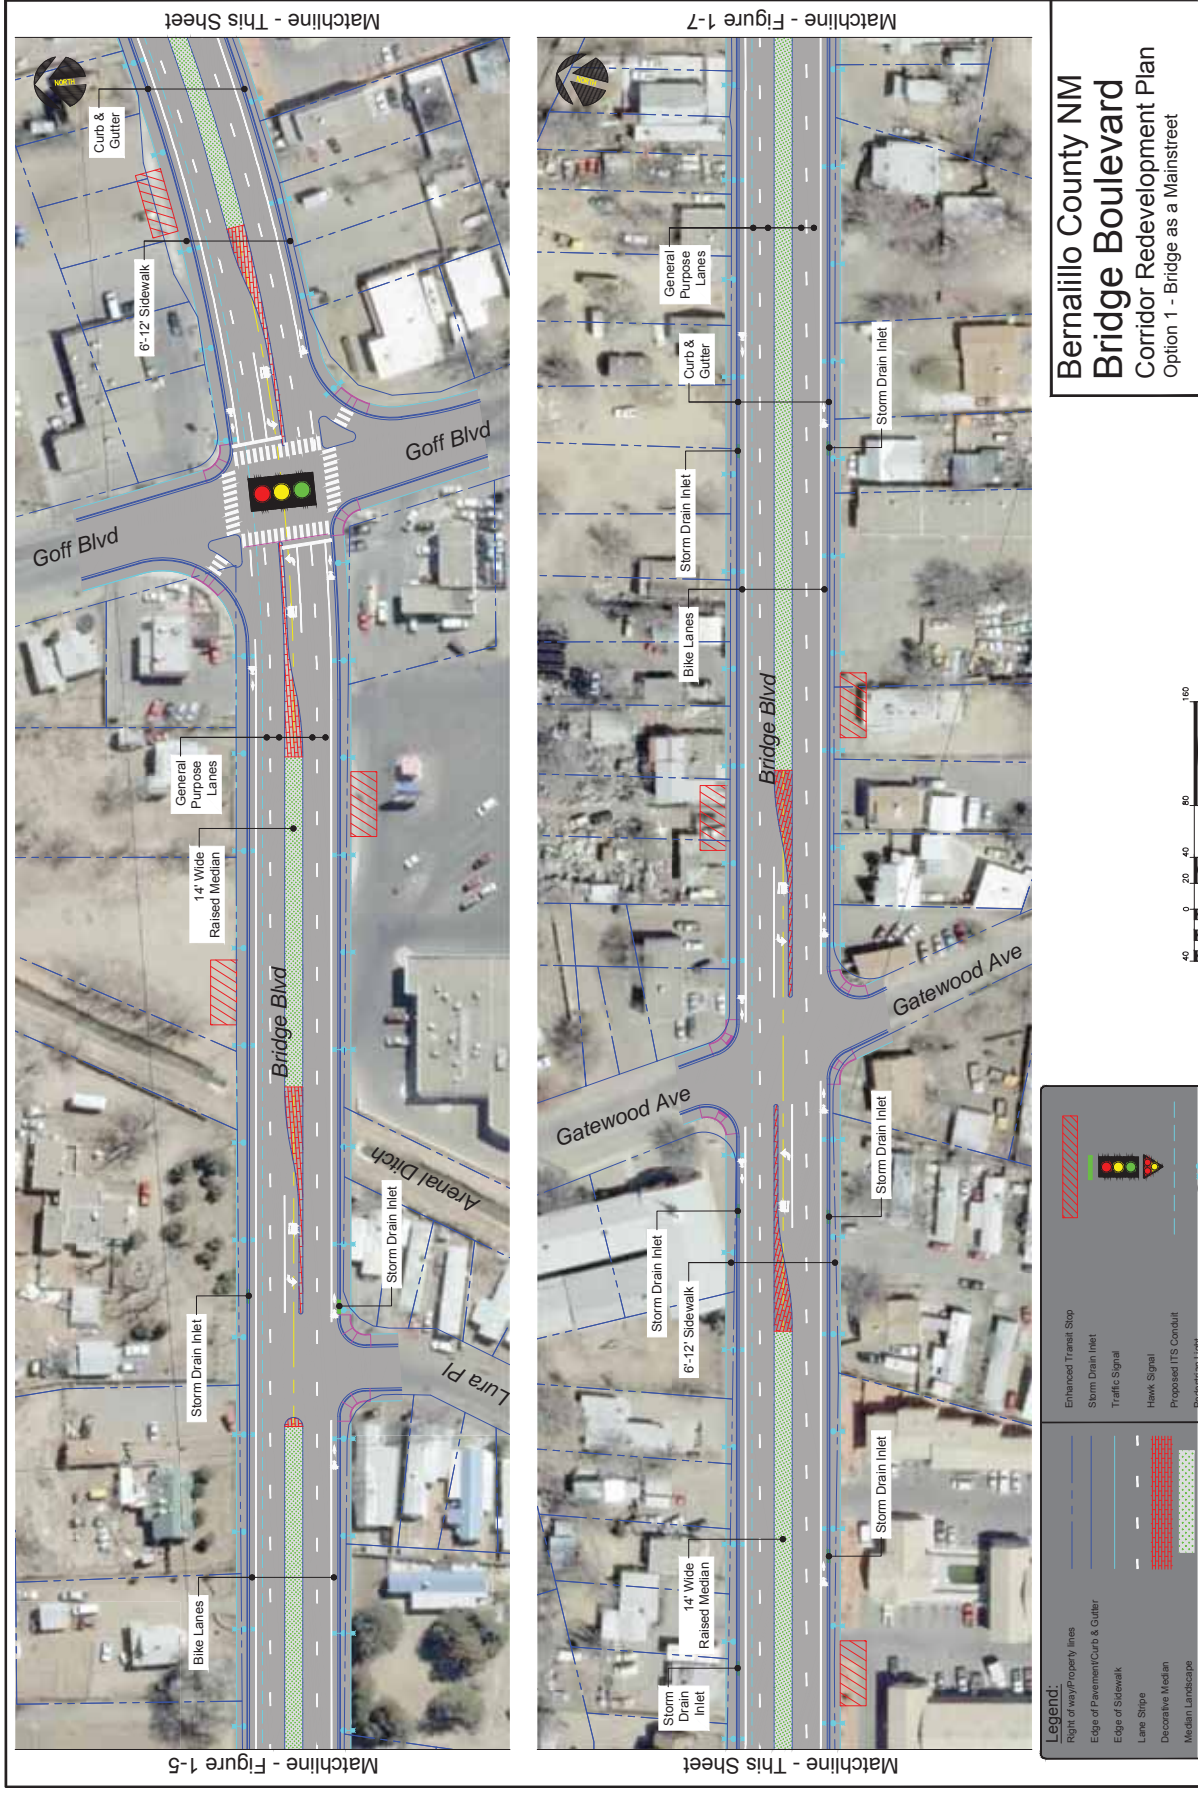 Matchline - This Sheet
Matchline - Figure 1-5
NORTH
Curb &
Gutter
6'-12' Sidewalk
Goff Blvd
Goff Blvd
General
Purpose
Lanes
14' Wide
Raised Median
Bridge Blvd
Arenal Ditch
Storm Drain Inlet
Storm Drain Inlet
Lura Pl
Bike Lanes
Matchline - Figure 1-7
Matchline - This Sheet
NORTH
General
Purpose
Lanes
Curb &
Gutter
Storm Drain Inlet
Storm Drain Inlet
Bike Lanes
Bridge Blvd
Gatewood Ave
Gatewood Ave
Storm Drain Inlet
Storm Drain Inlet
6'-12' Sidewalk
14' Wide
Raised Median
Storm Drain Inlet
Storm
Drain
Inlet
Bernalillo County NM
Bridge Boulevard
Corridor Redevelopment Plan
Option 1 - Bridge as a Mainstreet
40 0 20 40 80 160
Legend:
Right of way/Property lines
Edge of Pavement/Curb & Gutter
Edge of Sidewalk
Lane Stripe
Decorative Median
Median Landscape
Enhanced Transit Stop
Storm Drain Inlet
Traffic Signal
Hawk Signal
Proposed ITS Conduit